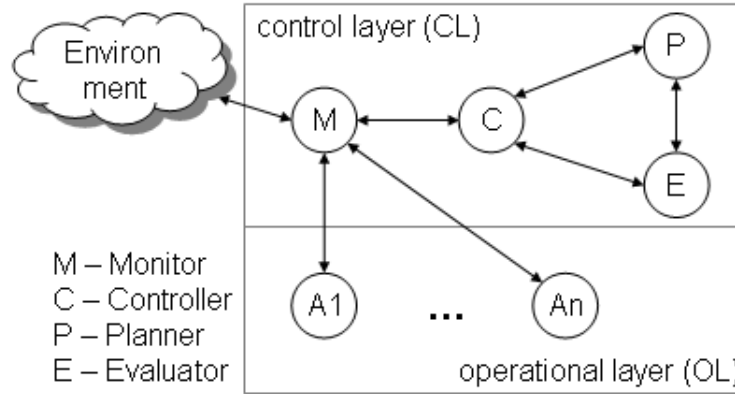 Environ
ment
control layer (CL)
P
M
C
E
M – Monitor
C – Controller
P – Planner
E – Evaluator
A1
...
An
operational layer (OL)